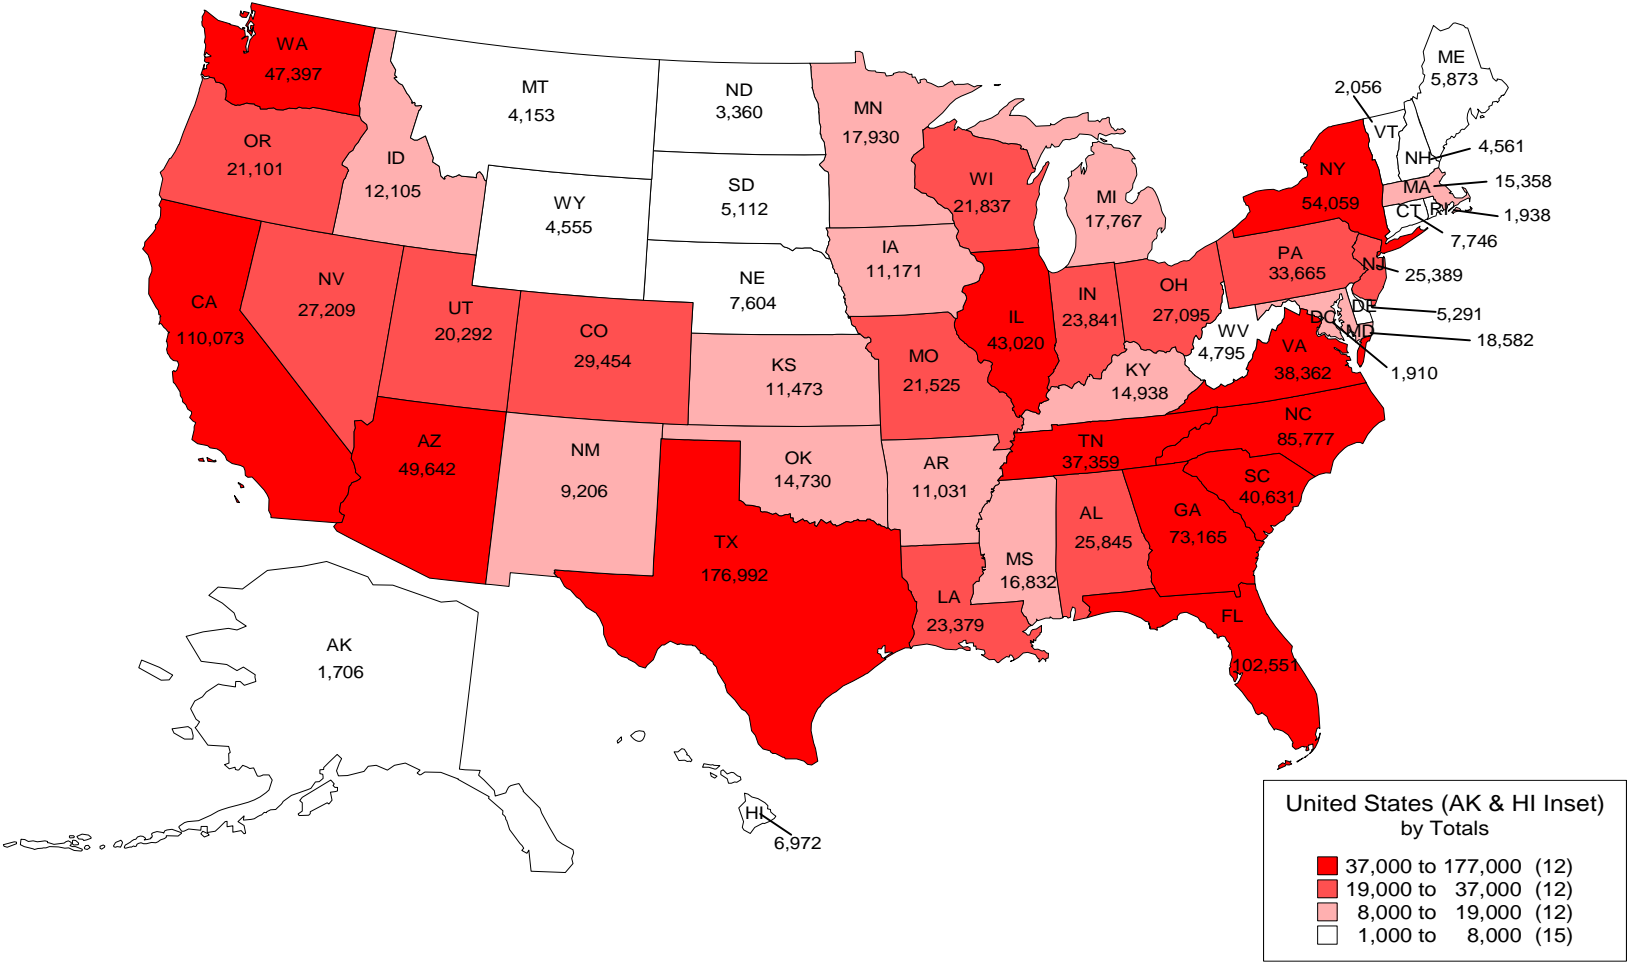 WA
47,397
MT
4,153
ND
3,360
MN
17,930
ME
5,873
2,056
VT
NH
4,561
OR
21,101
ID
12,105
SD
5,112
WI
21,837
MI
17,767
NY
54,059
MA
15,358
CT
RI
1,938
7,746
WY
4,555
IA
11,171
NE
7,604
PA
33,665
NJ
25,389
NV
27,209
CA
110,073
UT
20,292
CO
29,454
IL
43,020
IN
23,841
OH
27,095
DE
5,291
DC
MD
18,582
1,910
WV
4,795
VA
38,362
KS
11,473
MO
21,525
KY
14,938
NC
85,777
AZ
49,642
NM
9,206
OK
14,730
AR
11,031
TN
37,359
SC
40,631
TX
176,992
MS
16,832
AL
25,845
GA
73,165
LA
23,379
FL
102,551
AK
1,706
HI
6,972
United States (AK & HI Inset)
by Totals
37,000 to 177,000 (12)
19,000 to 37,000 (12)
8,000 to 19,000 (12)
1,000 to 8,000 (15)